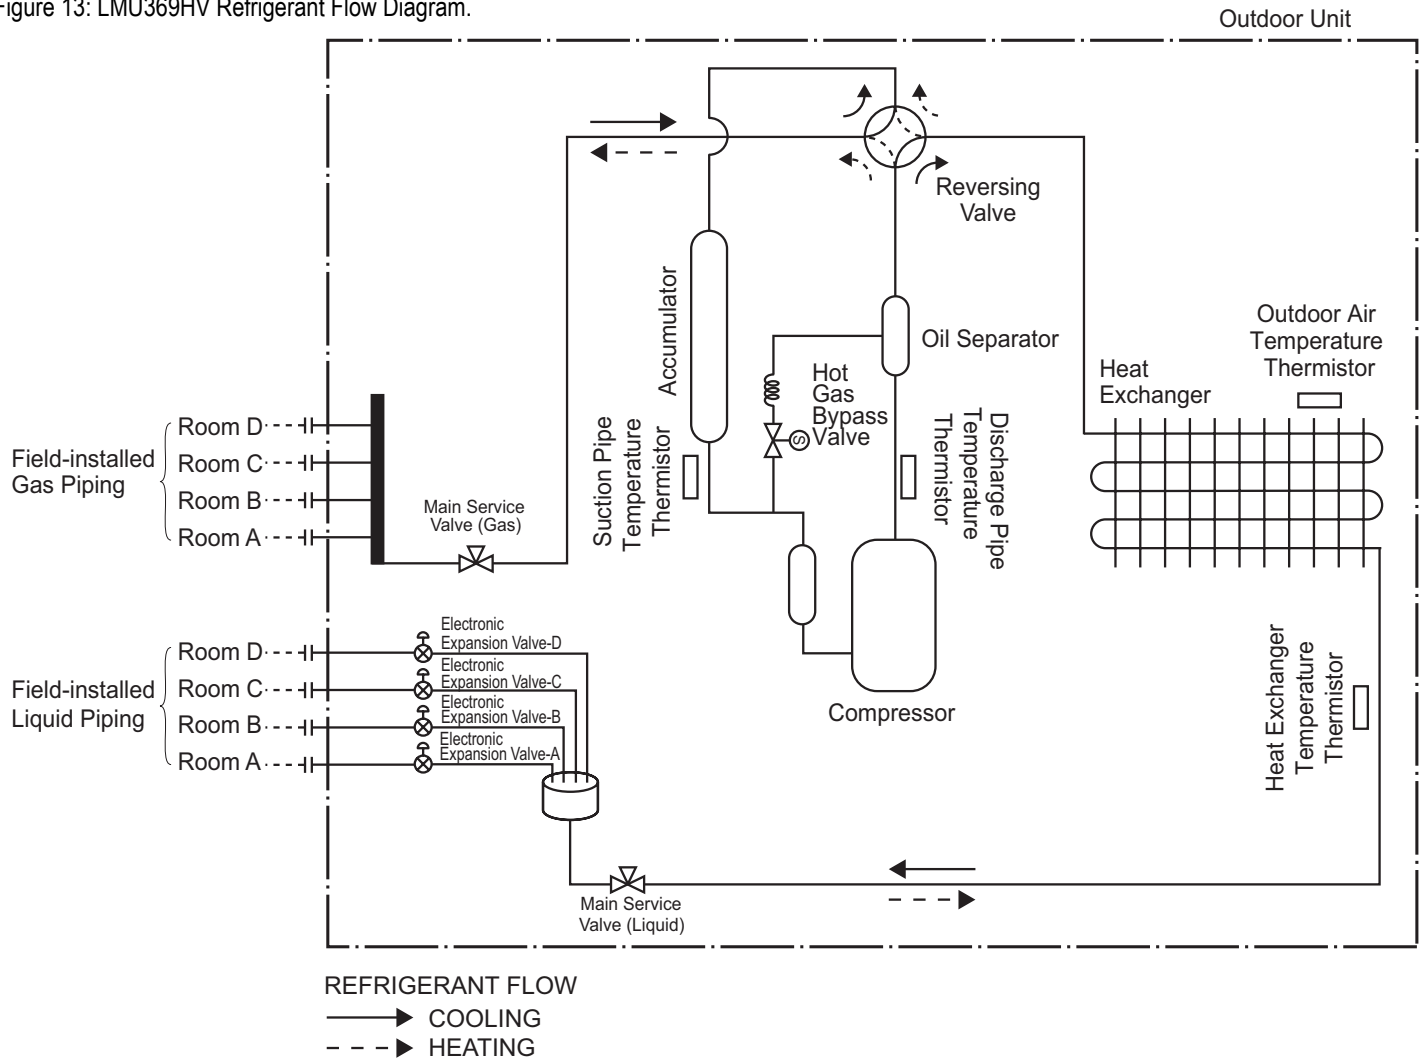 Figure 13: LMU369HV Refrigerant Flow Diagram.
Outdoor Unit
Reversing
Valve
Accumulator
Oil Separator
Hot
Gas
Bypass
Valve
S
Suction Pipe
Temperature
Thermistor
Discharge Pipe
Temperature
Thermistor
Outdoor Air
Temperature
Thermistor
Heat
Exchanger
Field-installed
Gas Piping
Room D
Room C
Room B
Room A
Main Service
Valve (Gas)
Compressor
Field-installed
Liquid Piping
Room D
Room C
Room B
Room A
Electronic
Expansion Valve-D
Electronic
Expansion Valve-C
Electronic
Expansion Valve-B
Electronic
Expansion Valve-A
Heat Exchanger
Temperature
Thermistor
Main Service
Valve (Liquid)
REFRIGERANT FLOW
COOLING
HEATING